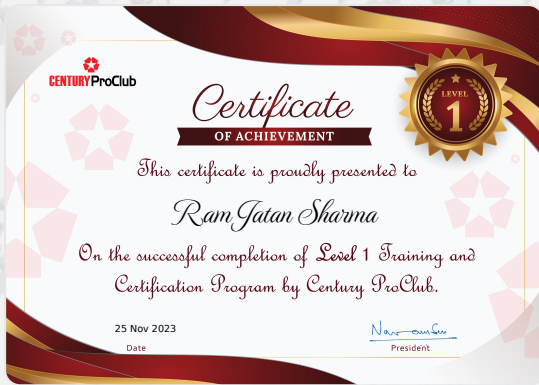 CENTURY ProClub
Certificate
OF ACHIEVEMENT
LEVEL
1
This certificate is proudly presented to
Ram Jatan Sharma
On the successful completion of Level 1 Training and
Certification Program by Century ProClub.
25 Nov 2023
Date
President